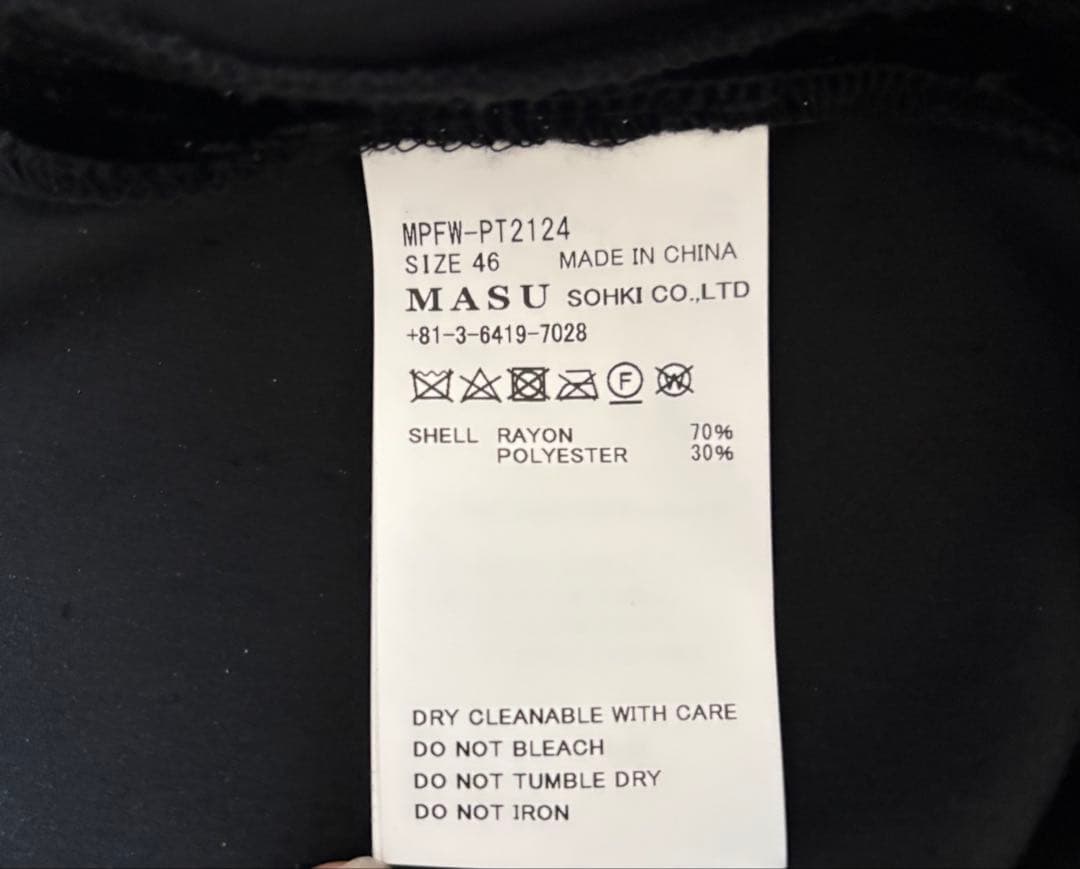 MPFW-PT2124
SIZE 46 MADE IN CHINA
MASU SOHKI CO.,LTD
+81-3-6419-7028
F W
SHELL RAYON 70%
POLYESTER 30%
DRY CLEANABLE WITH CARE
DO NOT BLEACH
DO NOT TUMBLE DRY
DO NOT IRON